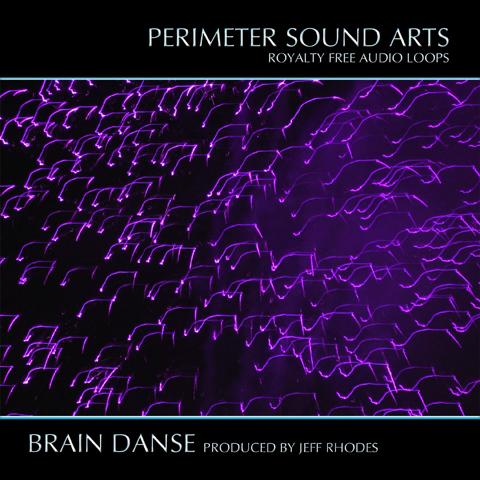 PERIMETER SOUND ARTS
ROYALTY FREE AUDIO LOOPS
BRAIN DANSE PRODUCED BY JEFF RHODES